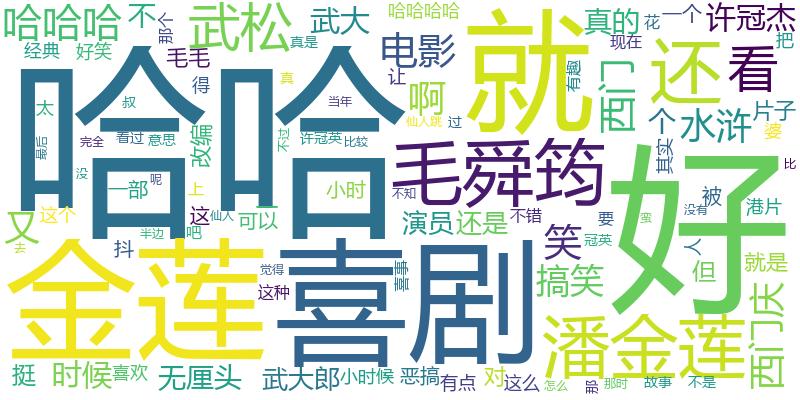 哈哈哈
不
那个
武大
哈哈哈哈
真的
花
一个
许冠杰
经典
好笑
毛毛
武松
真是
电影
现在
把
得
让
就
有趣
还
看
哈哈
太
叔
真
当年
啊
西门
片子
个
水浒
婆
最后
完全
看过
意思
改编
不过
许冠英
比较
仙人跳
过
毛舜筠
其实
好
比
没
呢
一部
上
小时
不知
被
港片
又
这个
这
仙人
一
可以
演员
还是
不错
要
蛮
没有
去
半边
吧
抖
笑
冠英
人
但
就是
金莲
觉得
这种
喜事
喜剧
搞笑
潘金莲
西门庆
挺
时候
喜欢
无厘头
武大郎
小时候
恶搞
有点
对
这么
怎么
那
那时
故事
不是